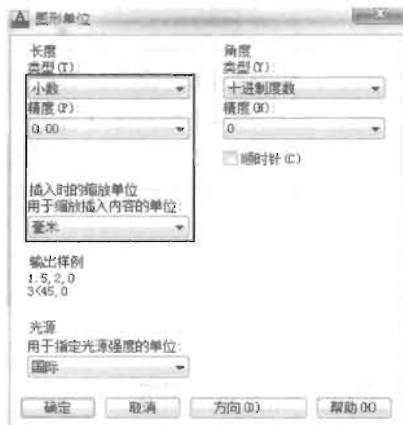 图形单位
长度
类型(T):
小数
精度(P):
0.00
角度
类型(Y):
十进制度数
精度(N):
0
顺时针(C)
插入时的缩放单位
用于缩放插入内容的单位:
毫米
输出样例
1.5,2,0
3<45,0
光源
用于指定光源强度的单位:
国际
确定
取消
方向(D)...
帮助(H)